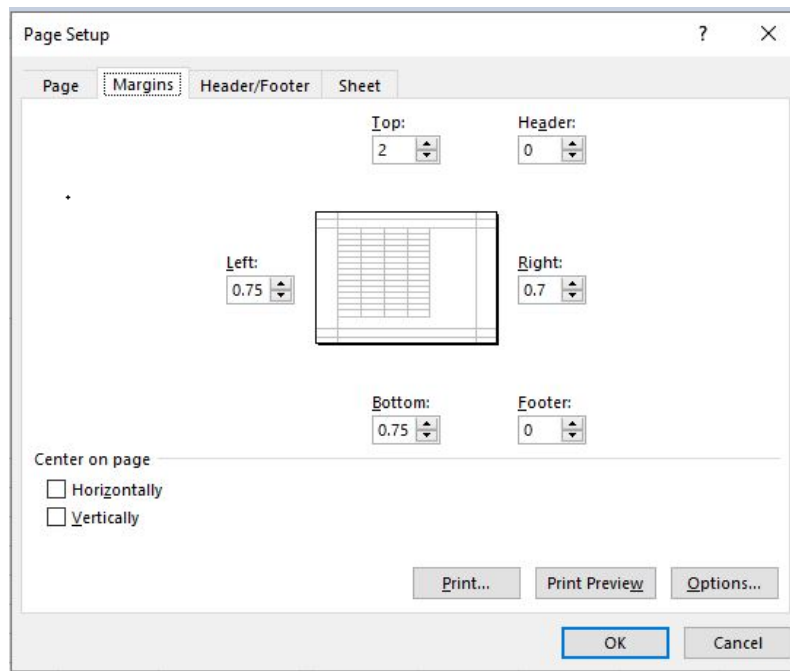 Page Setup
?
Page Margins Header/Footer Sheet
Top: Header:
2 0
Left: Right:
0.75 0.7
Bottom: Footer:
0.75 0
Center on page
Horizontally
Vertically
Print... Print Preview Options...
OK Cancel